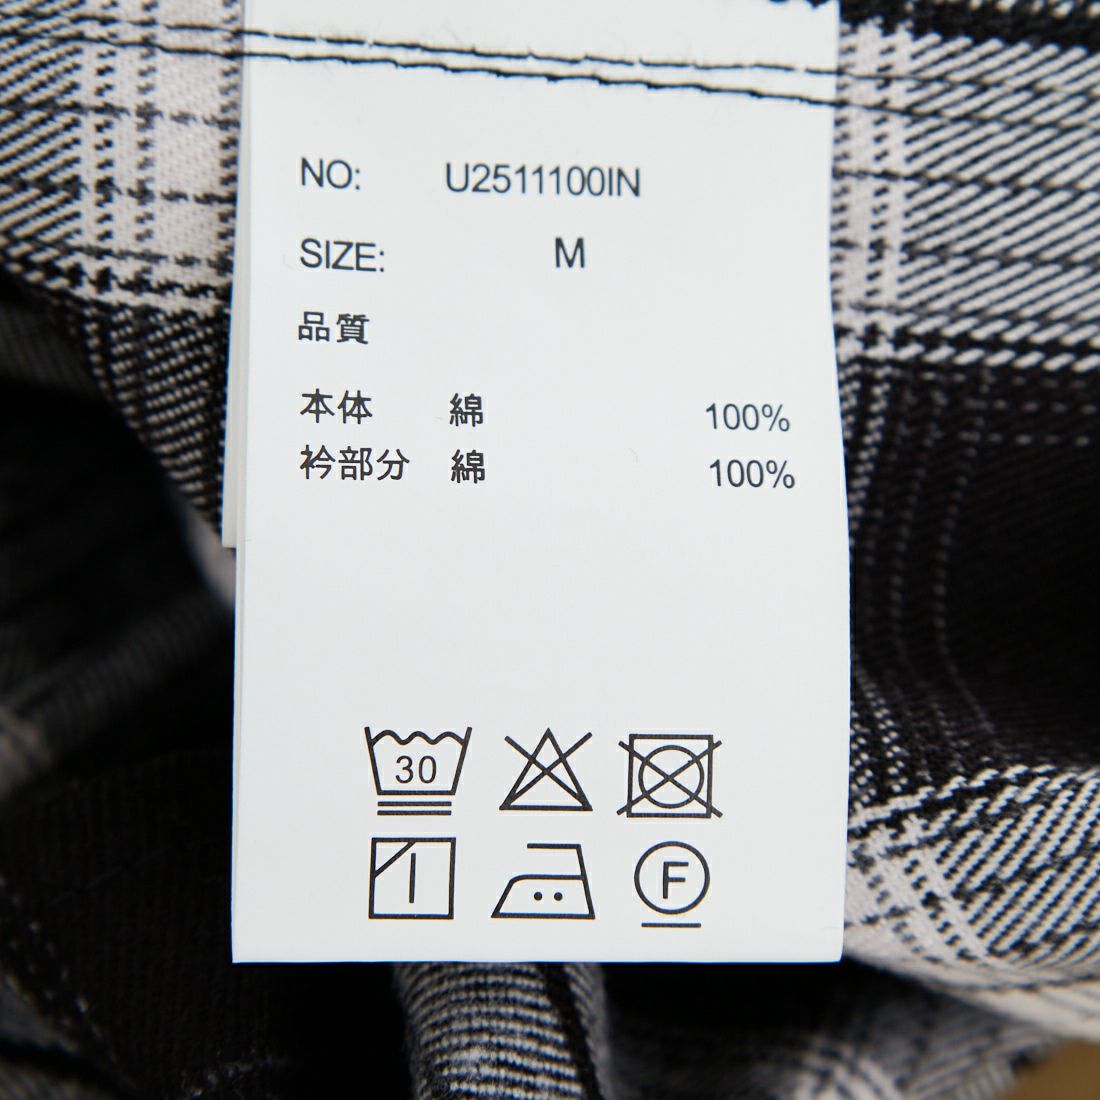 NO: U2511100IN
SIZE: M
品質
本体 綿 100%
衿部分 綿 100%
30
F